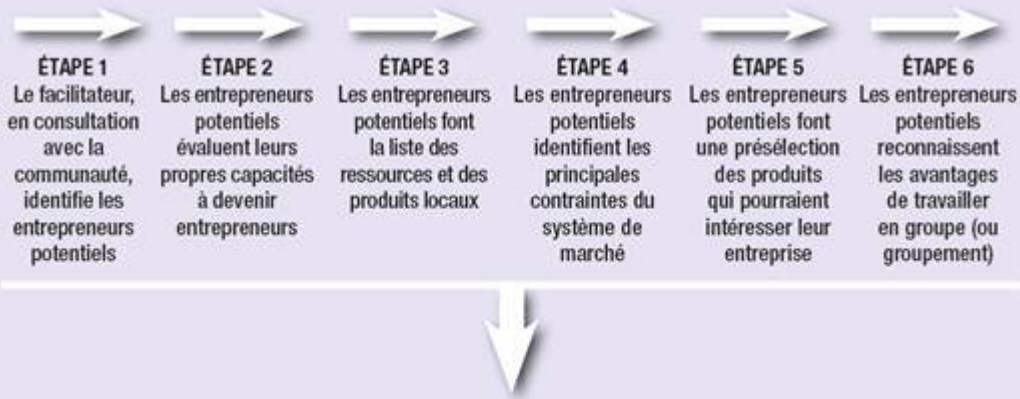 ÉTAPE 1
Le facilitateur,
en consultation
avec la
communauté,
identifie les
entrepreneurs
potentiels
ÉTAPE 2
Les entrepreneurs
potentiels
évaluent leurs
propres capacités
à devenir
entrepreneurs
ÉTAPE 3
Les entrepreneurs
potentiels font
la liste des
ressources et des
produits locaux
ÉTAPE 4
Les entrepreneurs
potentiels
identifient les
principales
contraintes du
système de
marché
ÉTAPE 5
Les entrepreneurs
potentiels font
une présélection
des produits
qui pourraient
intéresser leur
entreprise
ÉTAPE 6
Les entrepreneurs
potentiels
reconnaissent
les avantages
de travailler
en groupe (ou
groupement)